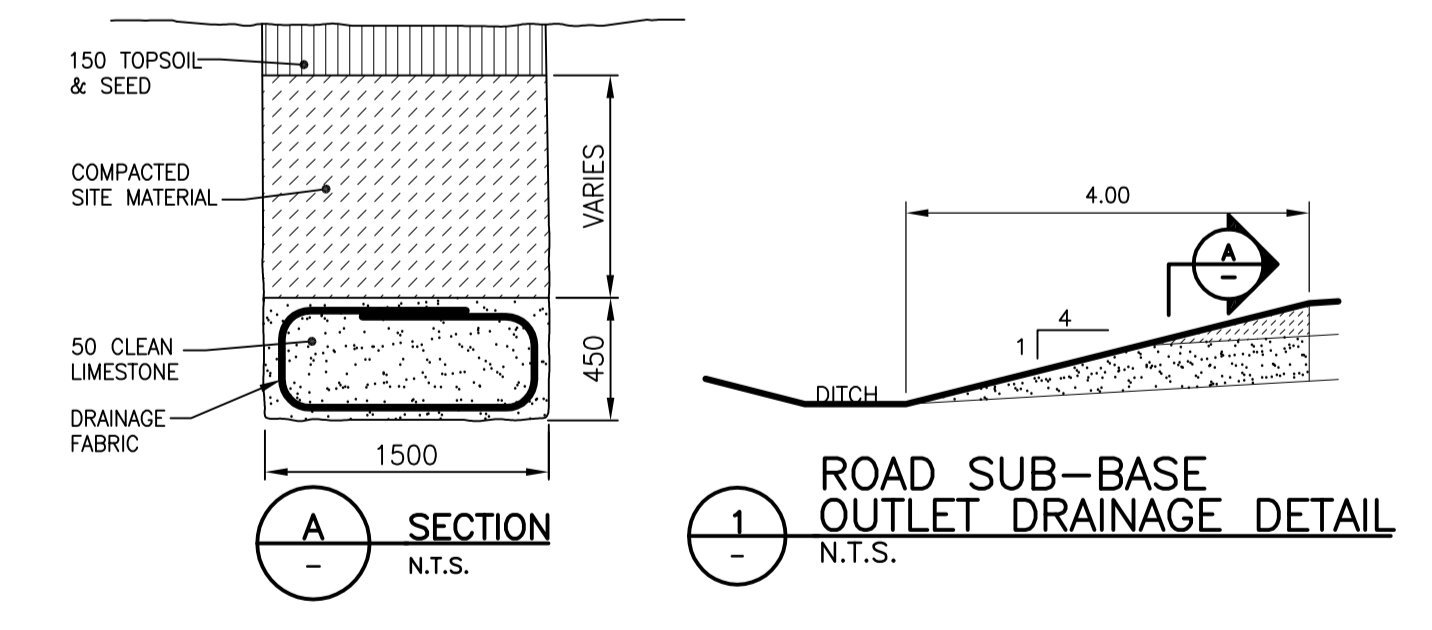 150 TOPSOIL
& SEED
COMPACTED
SITE MATERIAL
VARIES
50 CLEAN
LIMESTONE
450
DRAINAGE
FABRIC
1500
A
-
SECTION
N.T.S.
4.00
A
-
4
1
DITCH
1
-
ROAD SUB-BASE
OUTLET DRAINAGE DETAIL
N.T.S.